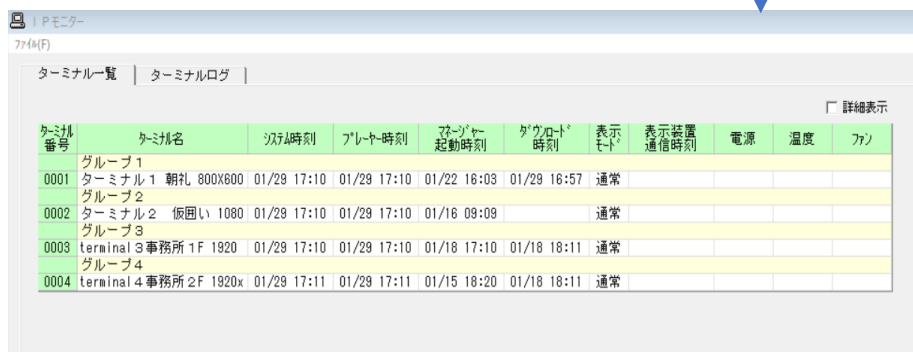 IPモニター
ファイル(F)
ターミナル一覧 ターミナルログ
詳細表示
ターミナル番号 ターミナル名 システム時刻 プレーヤー時刻 マネージャー起動時刻 ダウンロード時刻 表示モード 表示装置通信時刻 電源 温度 ファン
グループ1
0001 ターミナル1 朝礼 800X600 01/29 17:10 01/29 17:10 01/22 16:03 01/29 16:57 通常
グループ2
0002 ターミナル2 仮囲い 1080 01/29 17:10 01/29 17:10 01/16 09:09 通常
グループ3
0003 terminal3事務所1F 1920 01/29 17:10 01/29 17:10 01/18 17:10 01/18 18:11 通常
グループ4
0004 terminal4事務所2F 1920x 01/29 17:11 01/29 17:11 01/15 18:20 01/18 18:11 通常